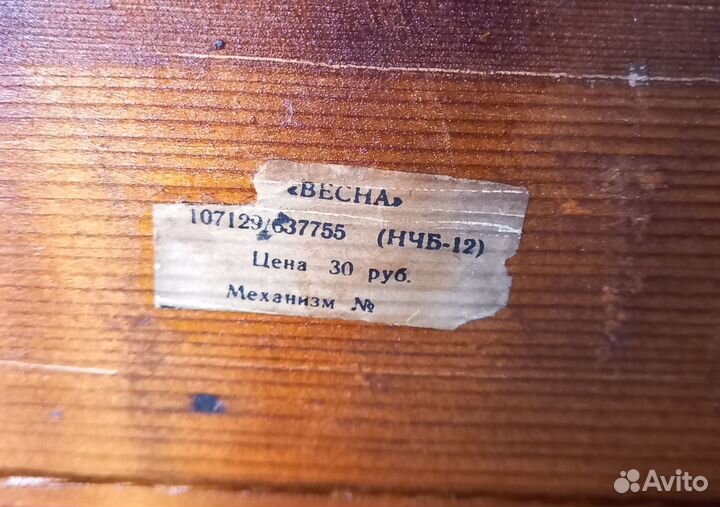 «ВЕСНА»
107129/637755 (НЧБ-12)
Цена 30 руб.
Механизм №
Avito